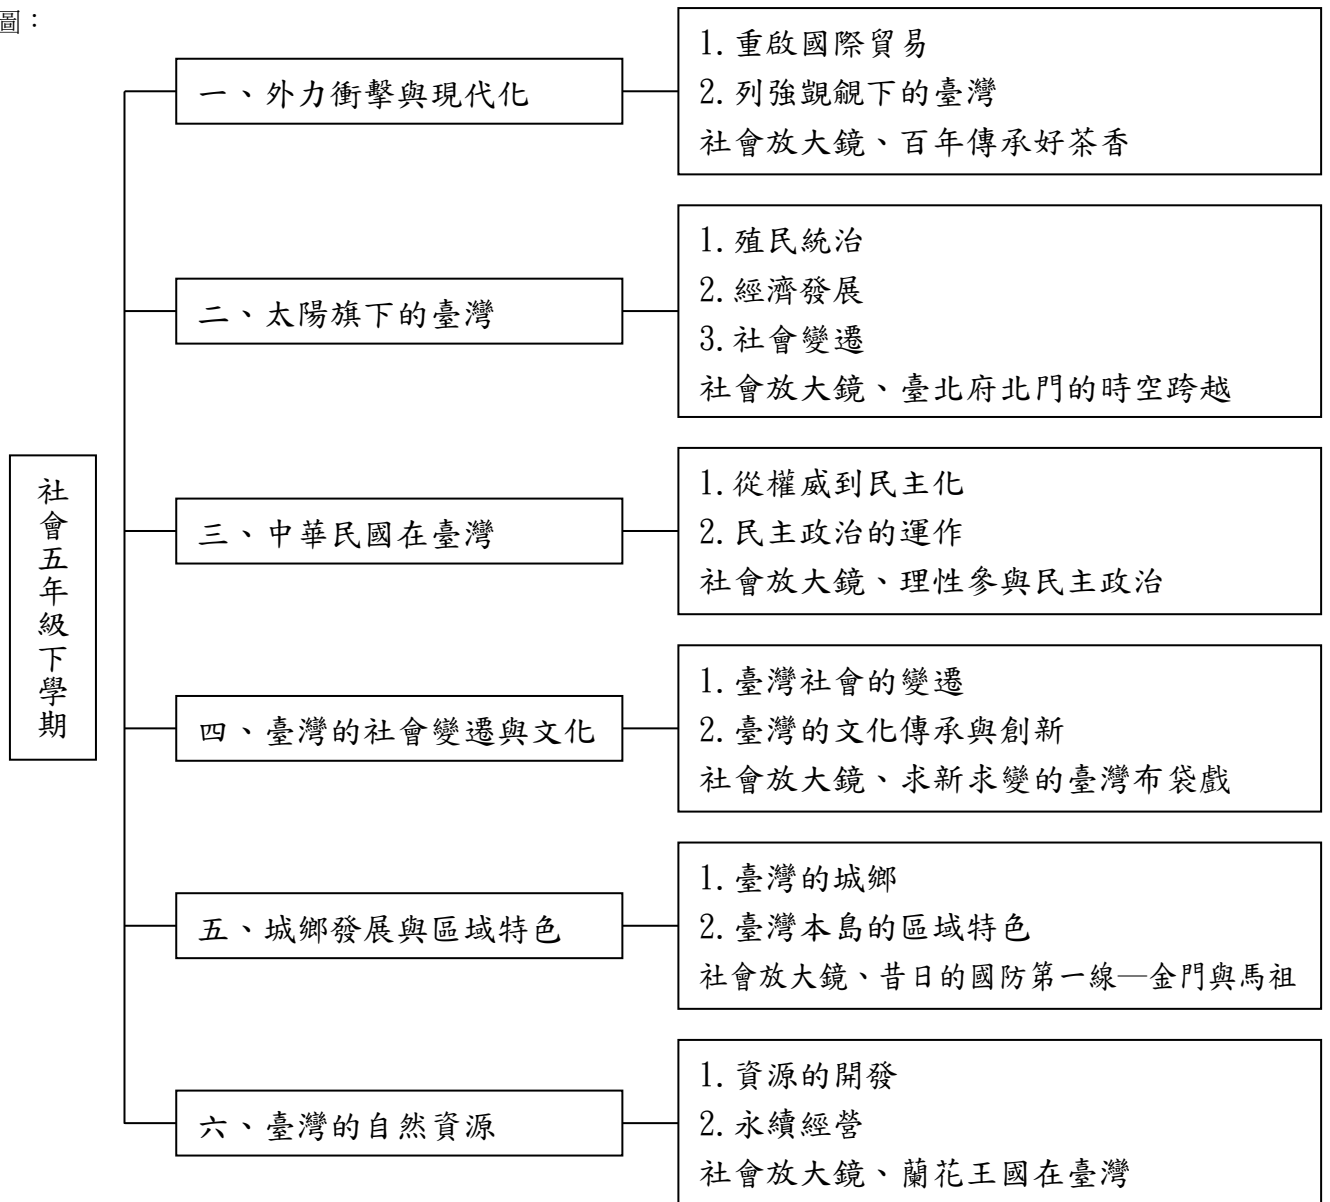 圖：
社會五年級下學期
一、外力衝擊與現代化
1.重啟國際貿易
2.列強覬覦下的臺灣
社會放大鏡、百年傳承好茶香
二、太陽旗下的臺灣
1.殖民統治
2.經濟發展
3.社會變遷
社會放大鏡、臺北府北門的時空跨越
三、中華民國在臺灣
1.從權威到民主化
2.民主政治的運作
社會放大鏡、理性參與民主政治
四、臺灣的社會變遷與文化
1.臺灣社會的變遷
2.臺灣的文化傳承與創新
社會放大鏡、求新求變的臺灣布袋戲
五、城鄉發展與區域特色
1.臺灣的城鄉
2.臺灣本島的區域特色
社會放大鏡、昔日的國防第一線—金門與馬祖
六、臺灣的自然資源
1.資源的開發
2.永續經營
社會放大鏡、蘭花王國在臺灣